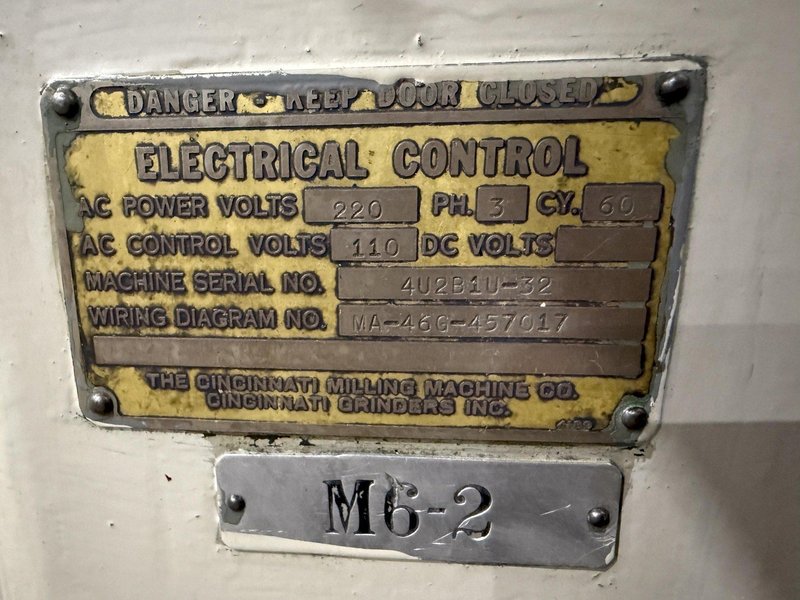 DANGER - KEEP DOOR CLOSED
ELECTRICAL CONTROL
AC POWER VOLTS 220 PH. 3 CY. 60
AC CONTROL VOLTS 110 DC VOLTS
MACHINE SERIAL NO. 4U2B1U-32
WIRING DIAGRAM NO. MA-46G-457017
THE CINCINNATI MILLING MACHINE CO.
CINCINNATI GRINDERS INC.
M6-2